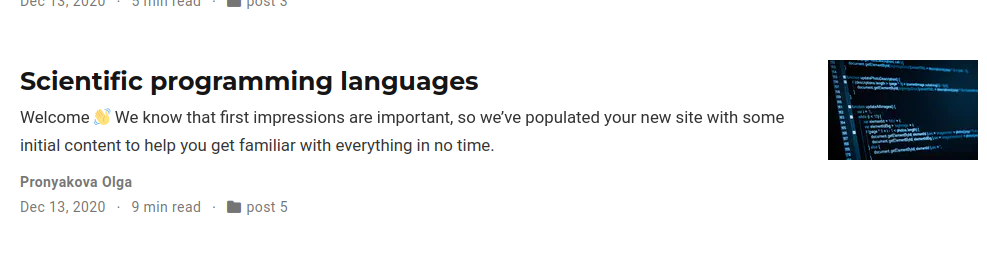 Dec 13, 2020 · 5 min read · post 3
Scientific programming languages
Welcome 👋 We know that first impressions are important, so we’ve populated your new site with some
initial content to help you get familiar with everything in no time.
Pronyakova Olga
Dec 13, 2020 · 9 min read · post 5